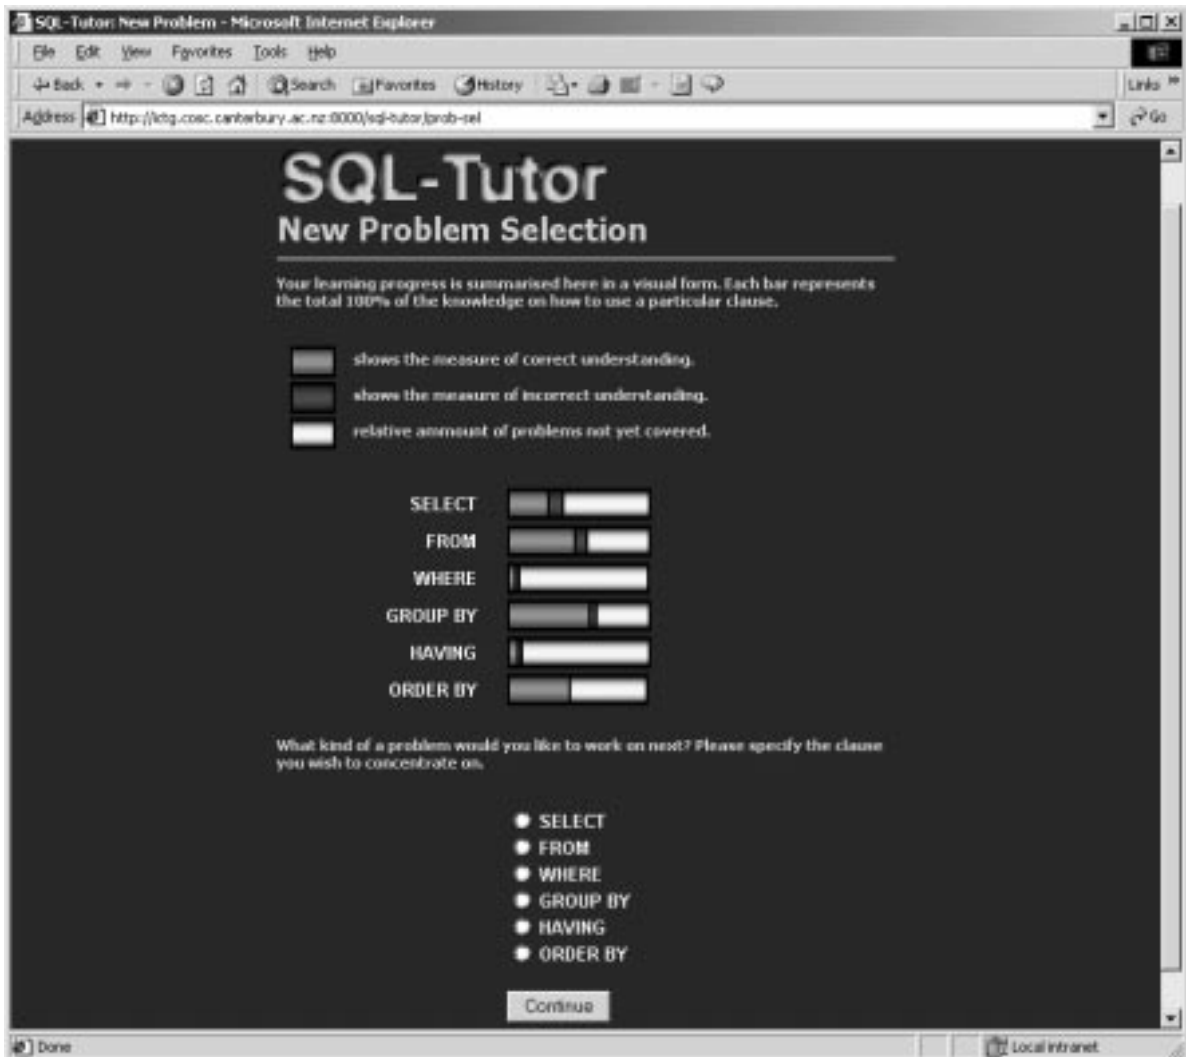 SQL-Tutor: New Problem - Microsoft Internet Explorer
File Edit View Favorites Tools Help
Back Search Favorites History Links »
Address http://ictg.cosc.canterbury.ac.nz:8000/sql-tutor/prob-sel Go
SQL-Tutor
New Problem Selection
Your learning progress is summarised here in a visual form. Each bar represents
the total 100% of the knowledge on how to use a particular clause.
shows the measure of correct understanding.
shows the measure of incorrect understanding.
relative ammount of problems not yet covered.
SELECT
FROM
WHERE
GROUP BY
HAVING
ORDER BY
What kind of a problem would you like to work on next? Please specify the clause
you wish to concentrate on.
SELECT
FROM
WHERE
GROUP BY
HAVING
ORDER BY
Continue
Done Local intranet